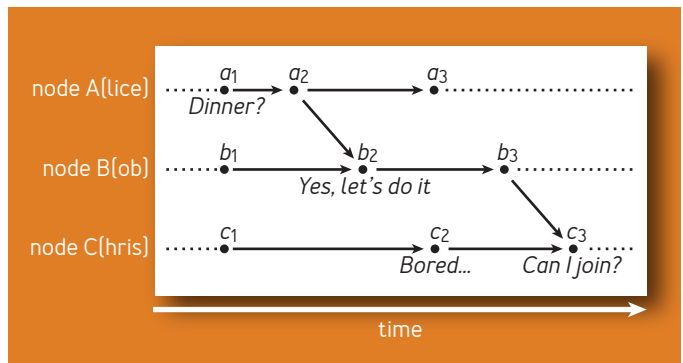 node A(lice)
a1
a2
a3
Dinner?
node B(ob)
b1
b2
b3
Yes, let's do it
node C(hris)
c1
c2
c3
Bored...
Can I join?
time